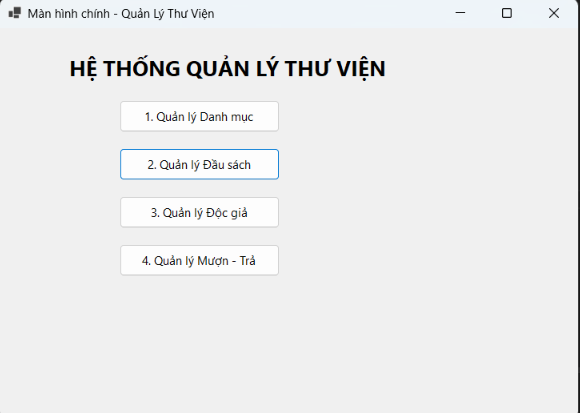 Màn hình chính - Quản Lý Thư Viện
HỆ THỐNG QUẢN LÝ THƯ VIỆN
1. Quản lý Danh mục
2. Quản lý Đầu sách
3. Quản lý Độc giả
4. Quản lý Mượn - Trả